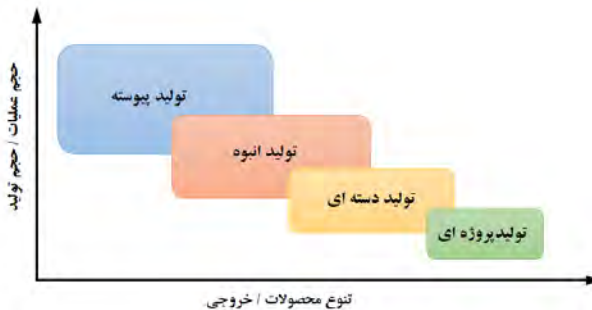 حجم عملیات / حجم تولید
تولید پیوسته
تولید انبوه
تولید دسته ای
تولیدپروژه ای
تنوع محصولات / خروجی